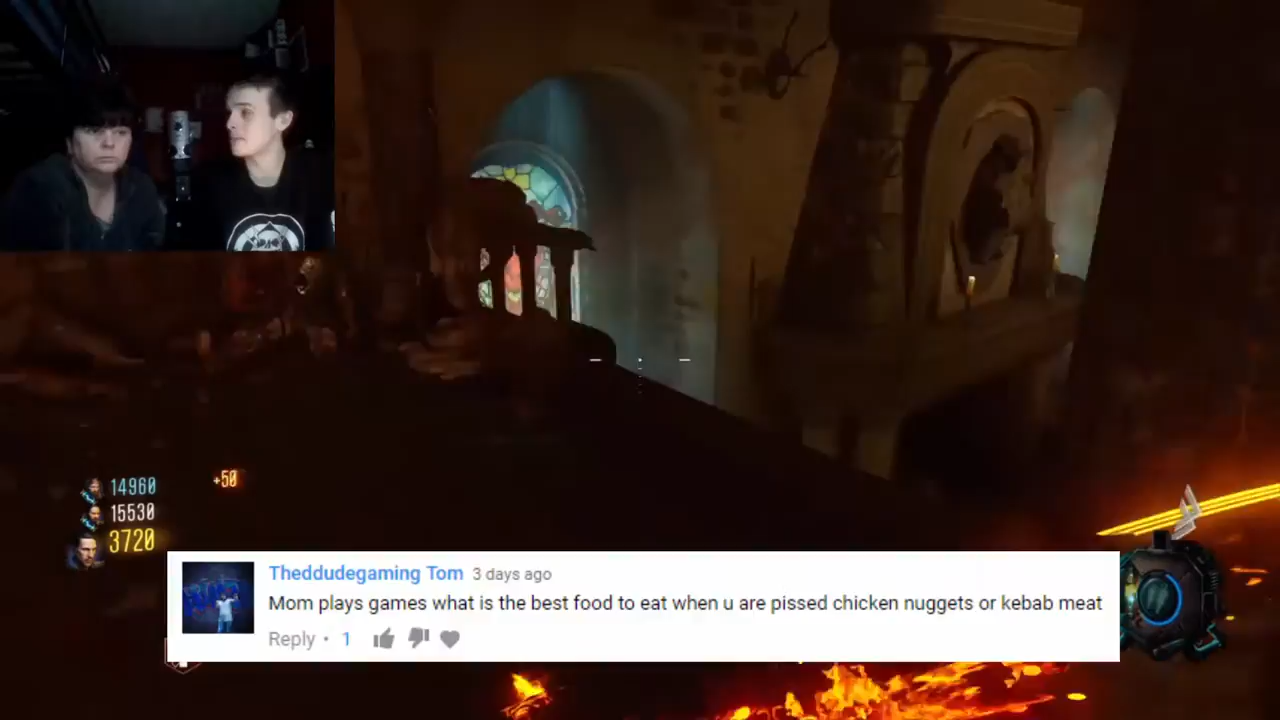 14960
+50
15530
3720
Theddudegaming Tom 3 days ago
Mom plays games what is the best food to eat when u are pissed chicken nuggets or kebab meat
Reply • 1